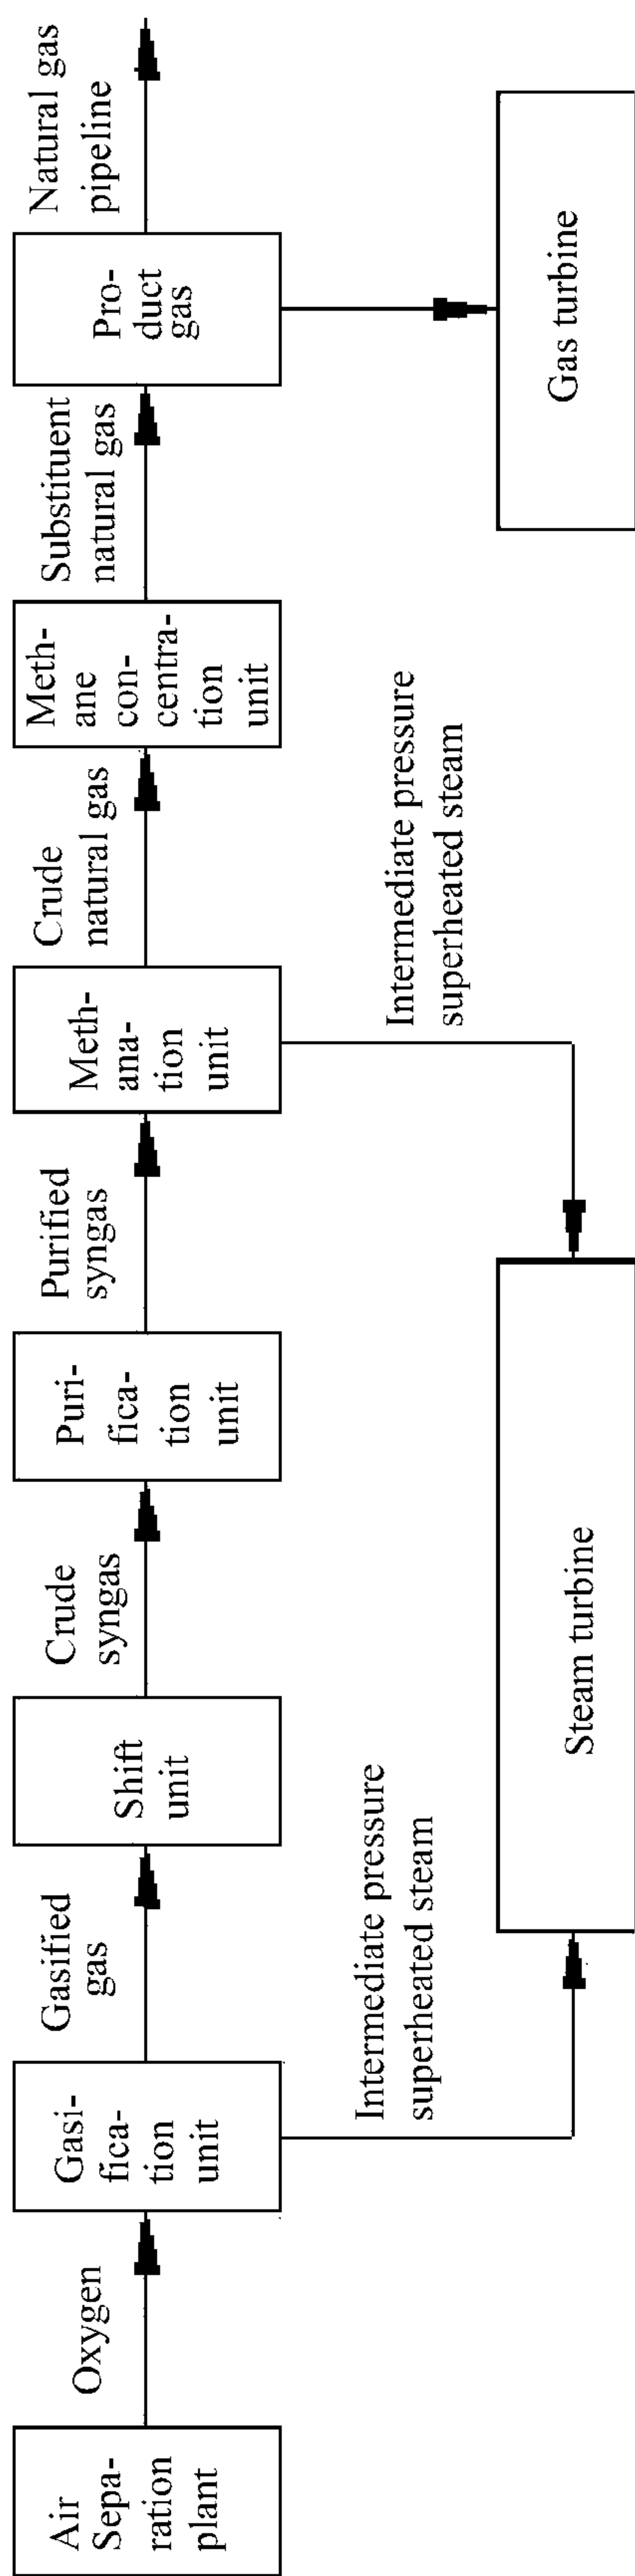 Air
Sepa-
ration
plant
Oxygen
Gasi-
fica-
tion
unit
Gasified
gas
Shift
unit
Crude
syngas
Puri-
fica-
tion
unit
Purified
syngas
Meth-
ana-
tion
unit
Crude
natural gas
Meth-
ane
con-
centra-
tion
unit
Substituent
natural gas
Pro-
duct
gas
Natural gas
pipeline
Intermediate pressure
superheated steam
Intermediate pressure
superheated steam
Steam turbine
Gas turbine